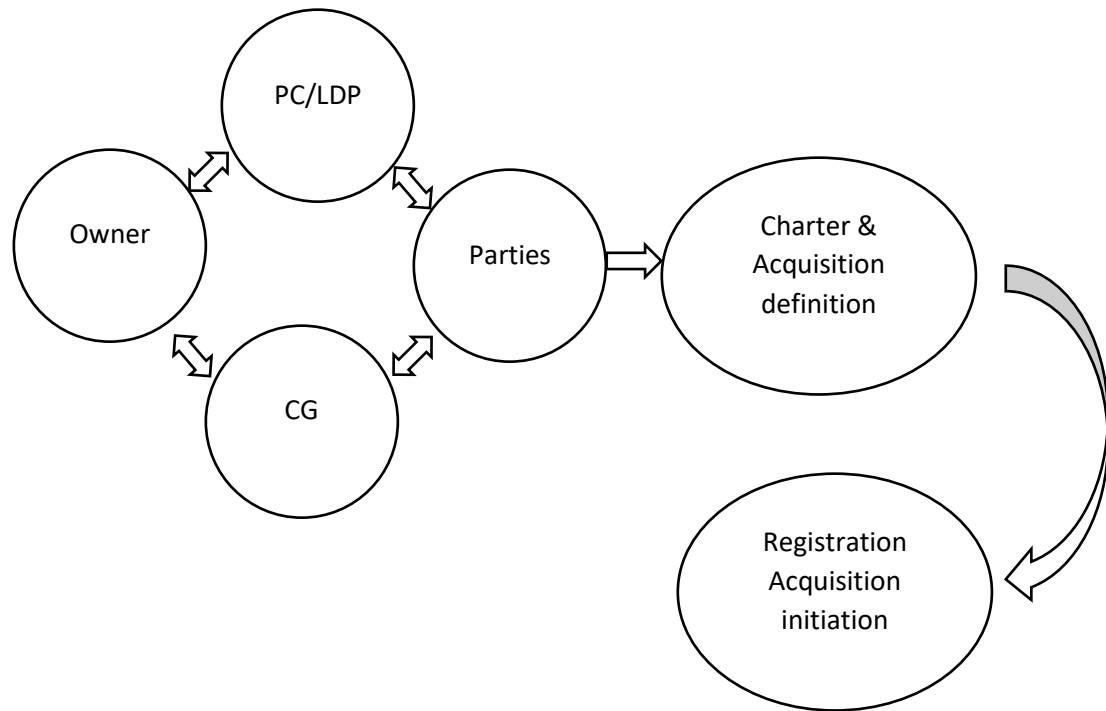 PC/LDP
Owner
Parties
CG
Charter &
Acquisition
definition
Registration
Acquisition
initiation